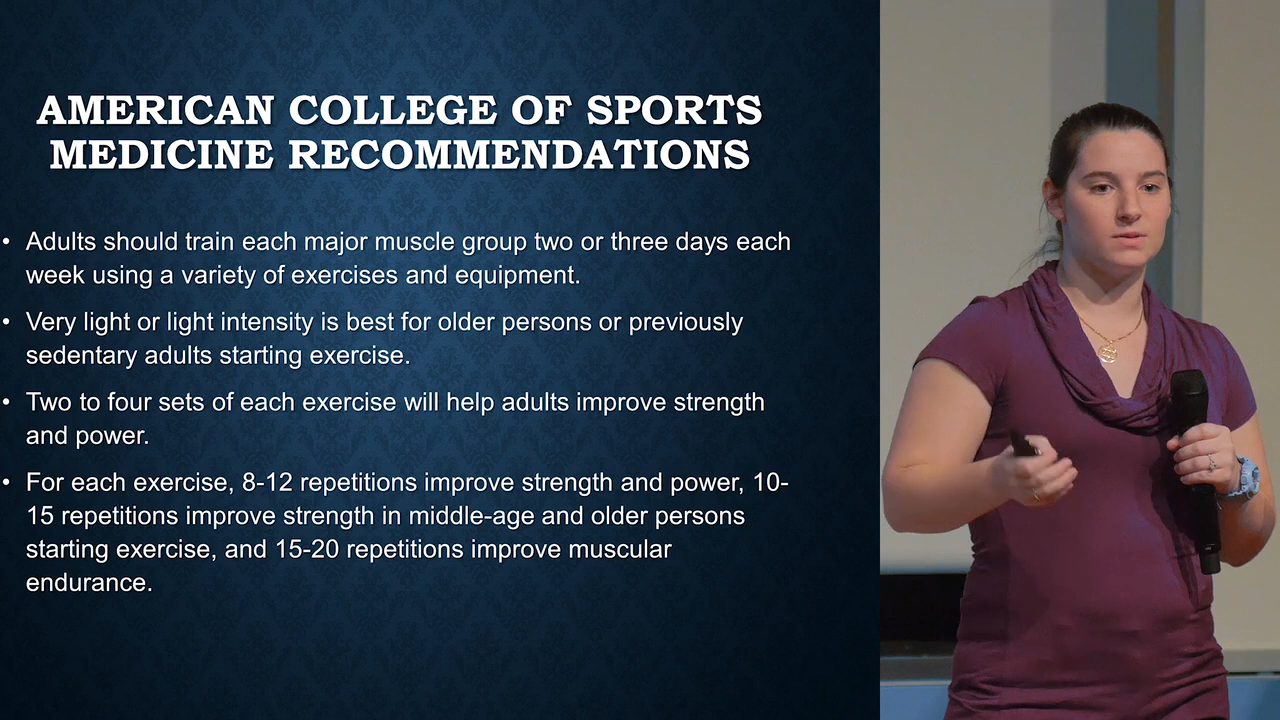 AMERICAN COLLEGE OF SPORTS
MEDICINE RECOMMENDATIONS
• Adults should train each major muscle group two or three days each
week using a variety of exercises and equipment.
• Very light or light intensity is best for older persons or previously
sedentary adults starting exercise.
• Two to four sets of each exercise will help adults improve strength
and power.
• For each exercise, 8-12 repetitions improve strength and power, 10-
15 repetitions improve strength in middle-age and older persons
starting exercise, and 15-20 repetitions improve muscular
endurance.